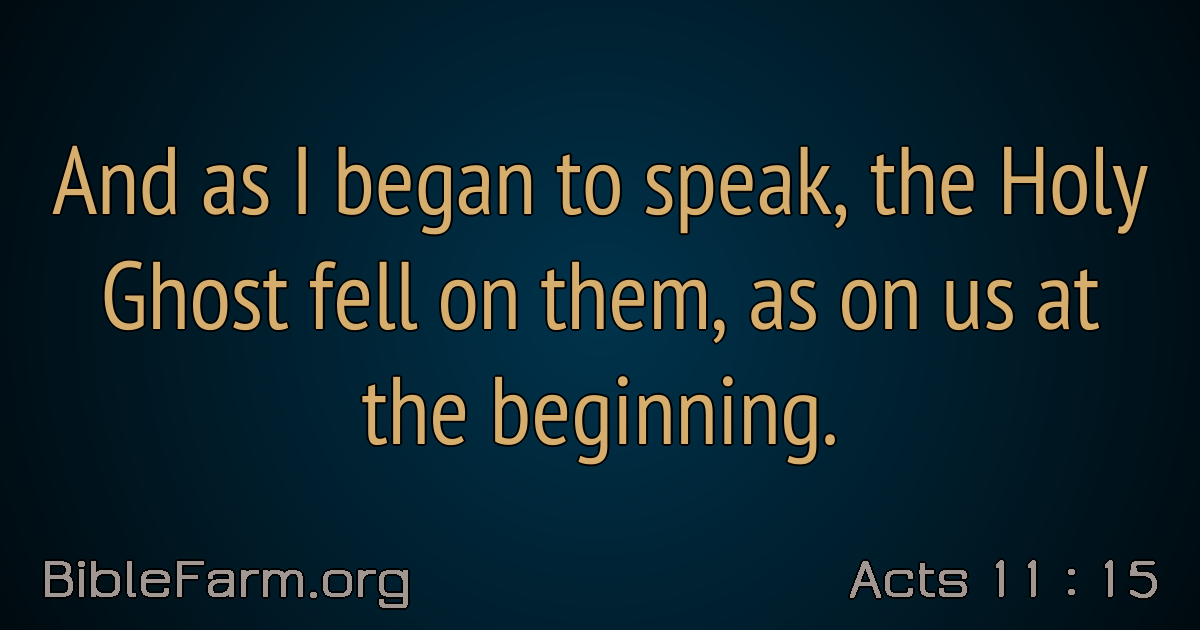 And as I began to speak, the Holy
Ghost fell on them, as on us at
the beginning.
BibleFarm.org
Acts 11 : 15